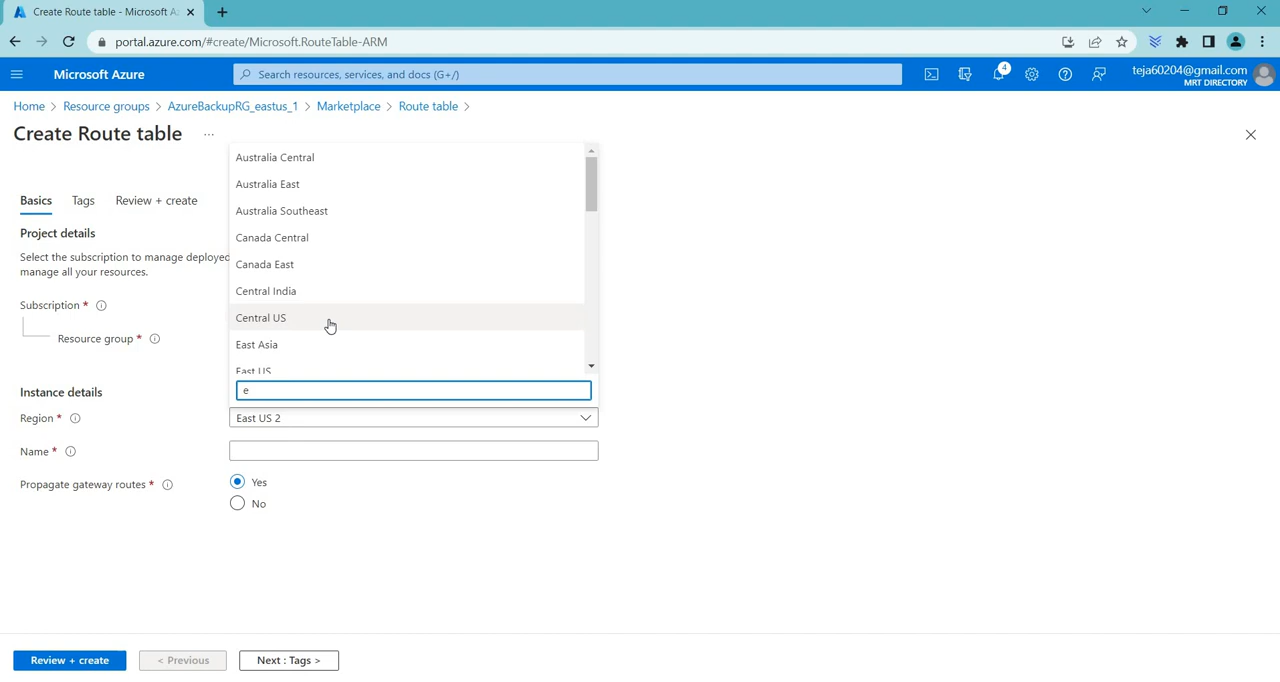 Create Route table - Microsoft Az
portal.azure.com/#create/Microsoft.RouteTable-ARM
Microsoft Azure
Search resources, services, and docs (G+/)
4
teja60204@gmail.com
MRT DIRECTORY
Home > Resource groups > AzureBackupRG_eastus_1 > Marketplace > Route table >
Create Route table ...
Basics Tags Review + create
Project details
Select the subscription to manage deployed
manage all your resources.
Subscription *
Resource group *
Australia Central
Australia East
Australia Southeast
Canada Central
Canada East
Central India
Central US
East Asia
East US
e
Instance details
Region *
East US 2
Name *
Propagate gateway routes *
Yes
No
Review + create
< Previous
Next : Tags >